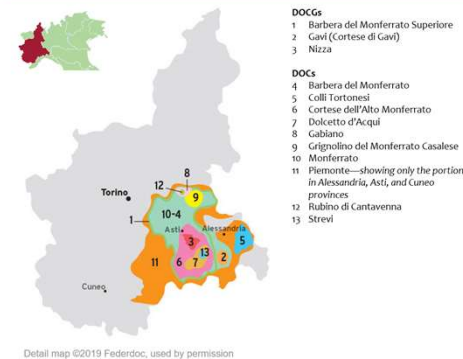 DOCGs
1 Barbera del Monferrato Superiore
2 Gavi (Cortese di Gavi)
3 Nizza
DOCs
4 Barbera del Monferrato
5 Colli Tortonesi
6 Cortese dell'Alto Monferrato
7 Dolcetto d'Acqui
8 Gabiano
9 Grignolino del Monferrato Casalese
10 Monferrato
11 Piemonte—showing only the portion
in Alessandria, Asti, and Cuneo
provinces
12 Rubino di Cantavenna
13 Strevi
8
12
Torino
9
1
10-4
Asti
Alessandria
3
5
13
11
6
7
2
Cuneo
Detail map ©2019 Federdoc, used by permission